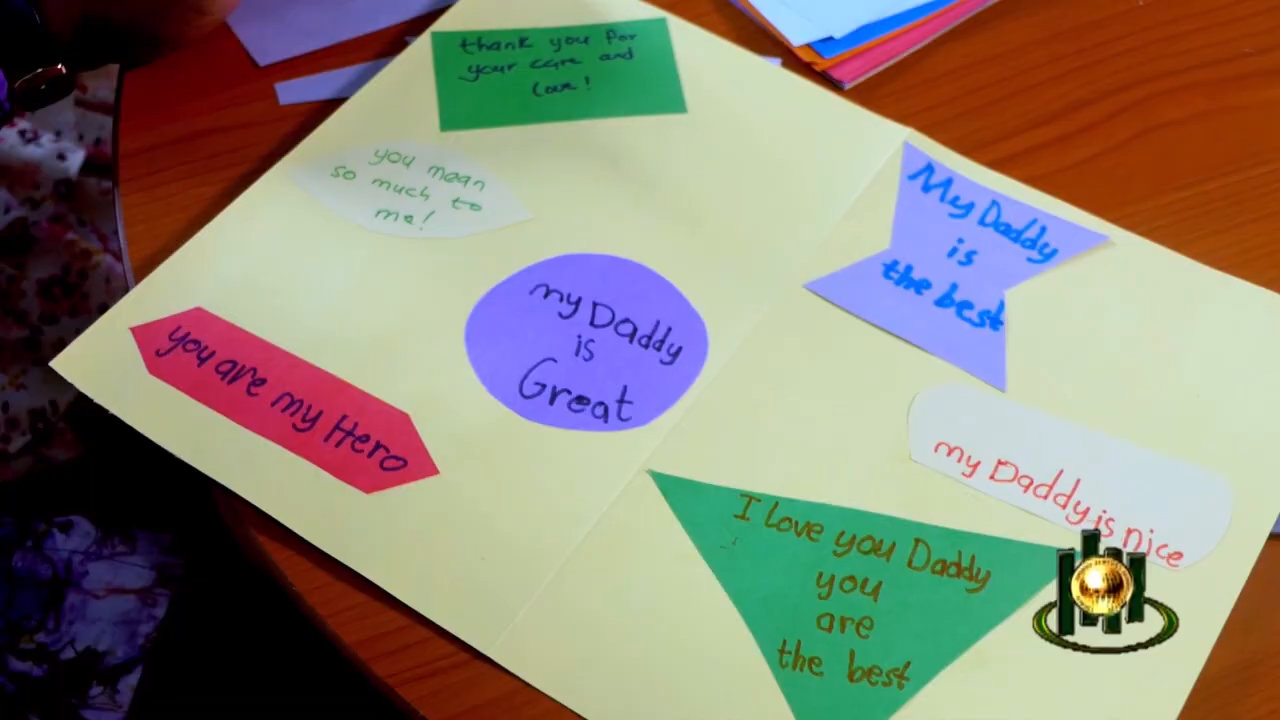 thank you for
your care and
love!
you mean
so much to
me!
my Daddy
is
Great
you are my Hero
My Daddy
is
the best
my Daddy is nice
I love you Daddy
you
are
the best